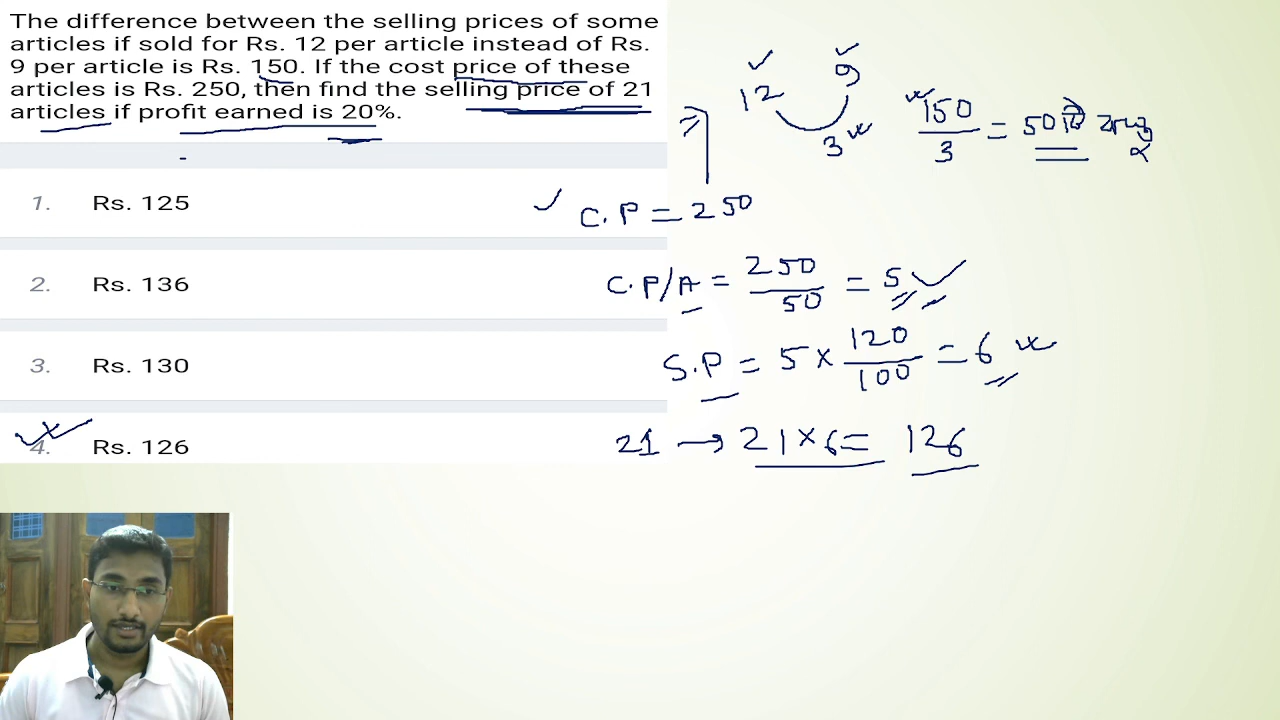 The difference between the selling prices of some
articles if sold for Rs. 12 per article instead of Rs.
9 per article is Rs. 150. If the cost price of these
articles is Rs. 250, then find the selling price of 21
articles if profit earned is 20%.
1. Rs. 125
2. Rs. 136
3. Rs. 130
4. Rs. 126
12 9
3
150/3 = 50
C.P = 250
C.P/A = 250/50 = 5
S.P = 5 × 120/100 = 6
21 → 21×6= 126